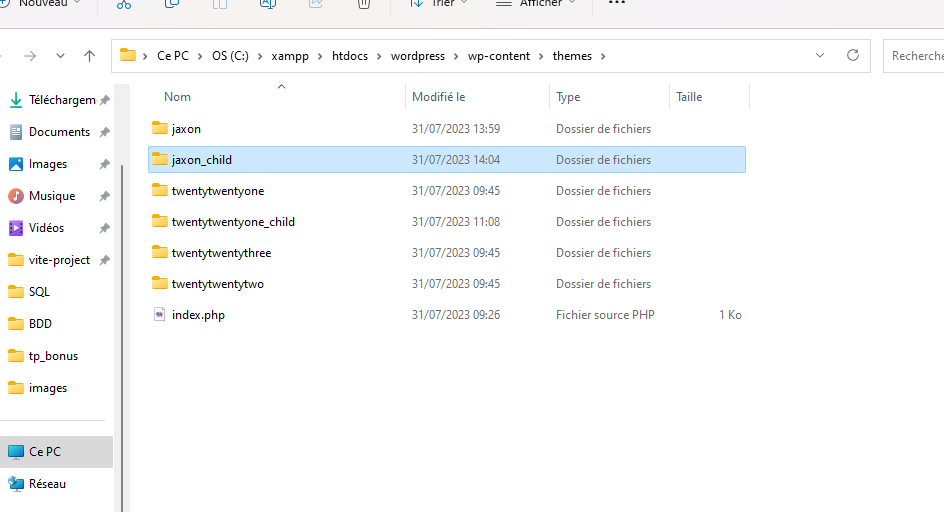 Nouveau
Trier
Afficher
Ce PC
OS (C:)
xampp
htdocs
wordpress
wp-content
themes
Recherche
Téléchargem
Documents
Images
Musique
Vidéos
vite-project
SQL
BDD
tp_bonus
images
Ce PC
Réseau
Nom Modifié le Type Taille
jaxon 31/07/2023 13:59 Dossier de fichiers
jaxon_child 31/07/2023 14:04 Dossier de fichiers
twentytwentyone 31/07/2023 09:45 Dossier de fichiers
twentytwentyone_child 31/07/2023 11:08 Dossier de fichiers
twentytwentythree 31/07/2023 09:45 Dossier de fichiers
twentytwentytwo 31/07/2023 09:45 Dossier de fichiers
index.php 31/07/2023 09:26 Fichier source PHP 1 Ko